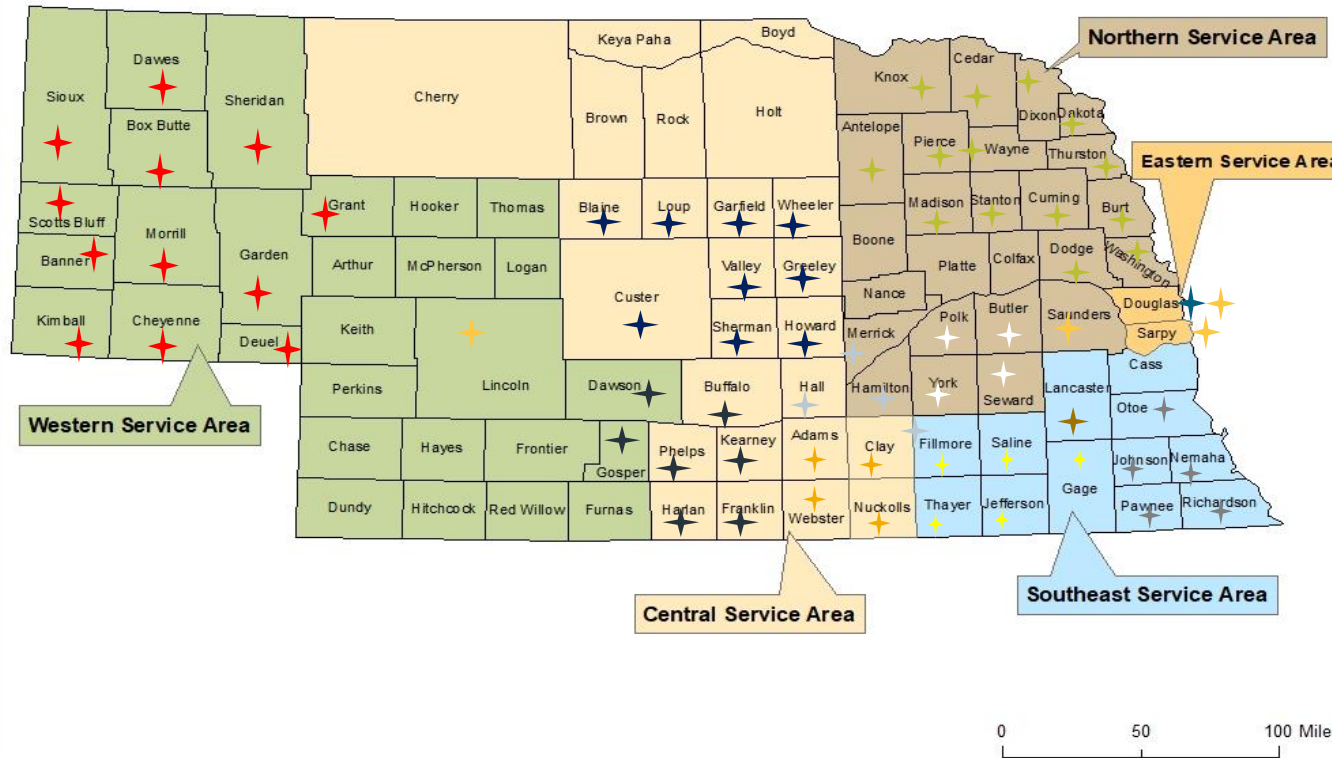 Northern Service Area
Eastern Service Area
Western Service Area
Central Service Area
Southeast Service Area
Sioux
Dawes
Box Butte
Sheridan
Scotts Bluff
Banner
Kimball
Morrill
Cheyenne
Garden
Deuel
Cherry
Keya Paha
Boyd
Brown
Rock
Holt
Grant
Hooker
Thomas
Arthur
McPherson
Logan
Keith
Lincoln
Perkins
Chase
Hayes
Frontier
Dundy
Hitchcock
Red Willow
Furnas
Gosper
Dawson
Blaine
Loup
Garfield
Wheeler
Custer
Valley
Greeley
Sherman
Howard
Buffalo
Hall
Phelps
Kearney
Adams
Clay
Harlan
Franklin
Webster
Nuckolls
Knox
Cedar
Dixon
Dakota
Antelope
Pierce
Wayne
Thurston
Madison
Stanton
Cuming
Burt
Boone
Platte
Colfax
Dodge
Washington
Nance
Merrick
Polk
Butler
Saunders
Hamilton
York
Seward
Douglas
Sarpy
Cass
Lancaster
Otoe
Fillmore
Saline
Gage
Johnson
Nemaha
Thayer
Jefferson
Pawnee
Richardson
0 50 100 Mile